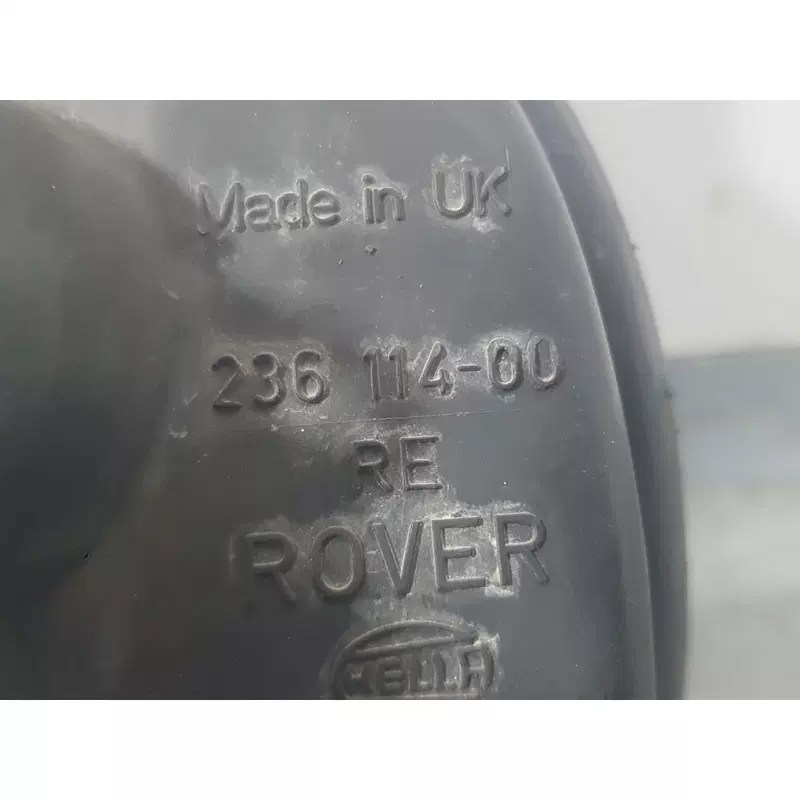 Made in UK
236 114-00
RE
ROVER
HELLA